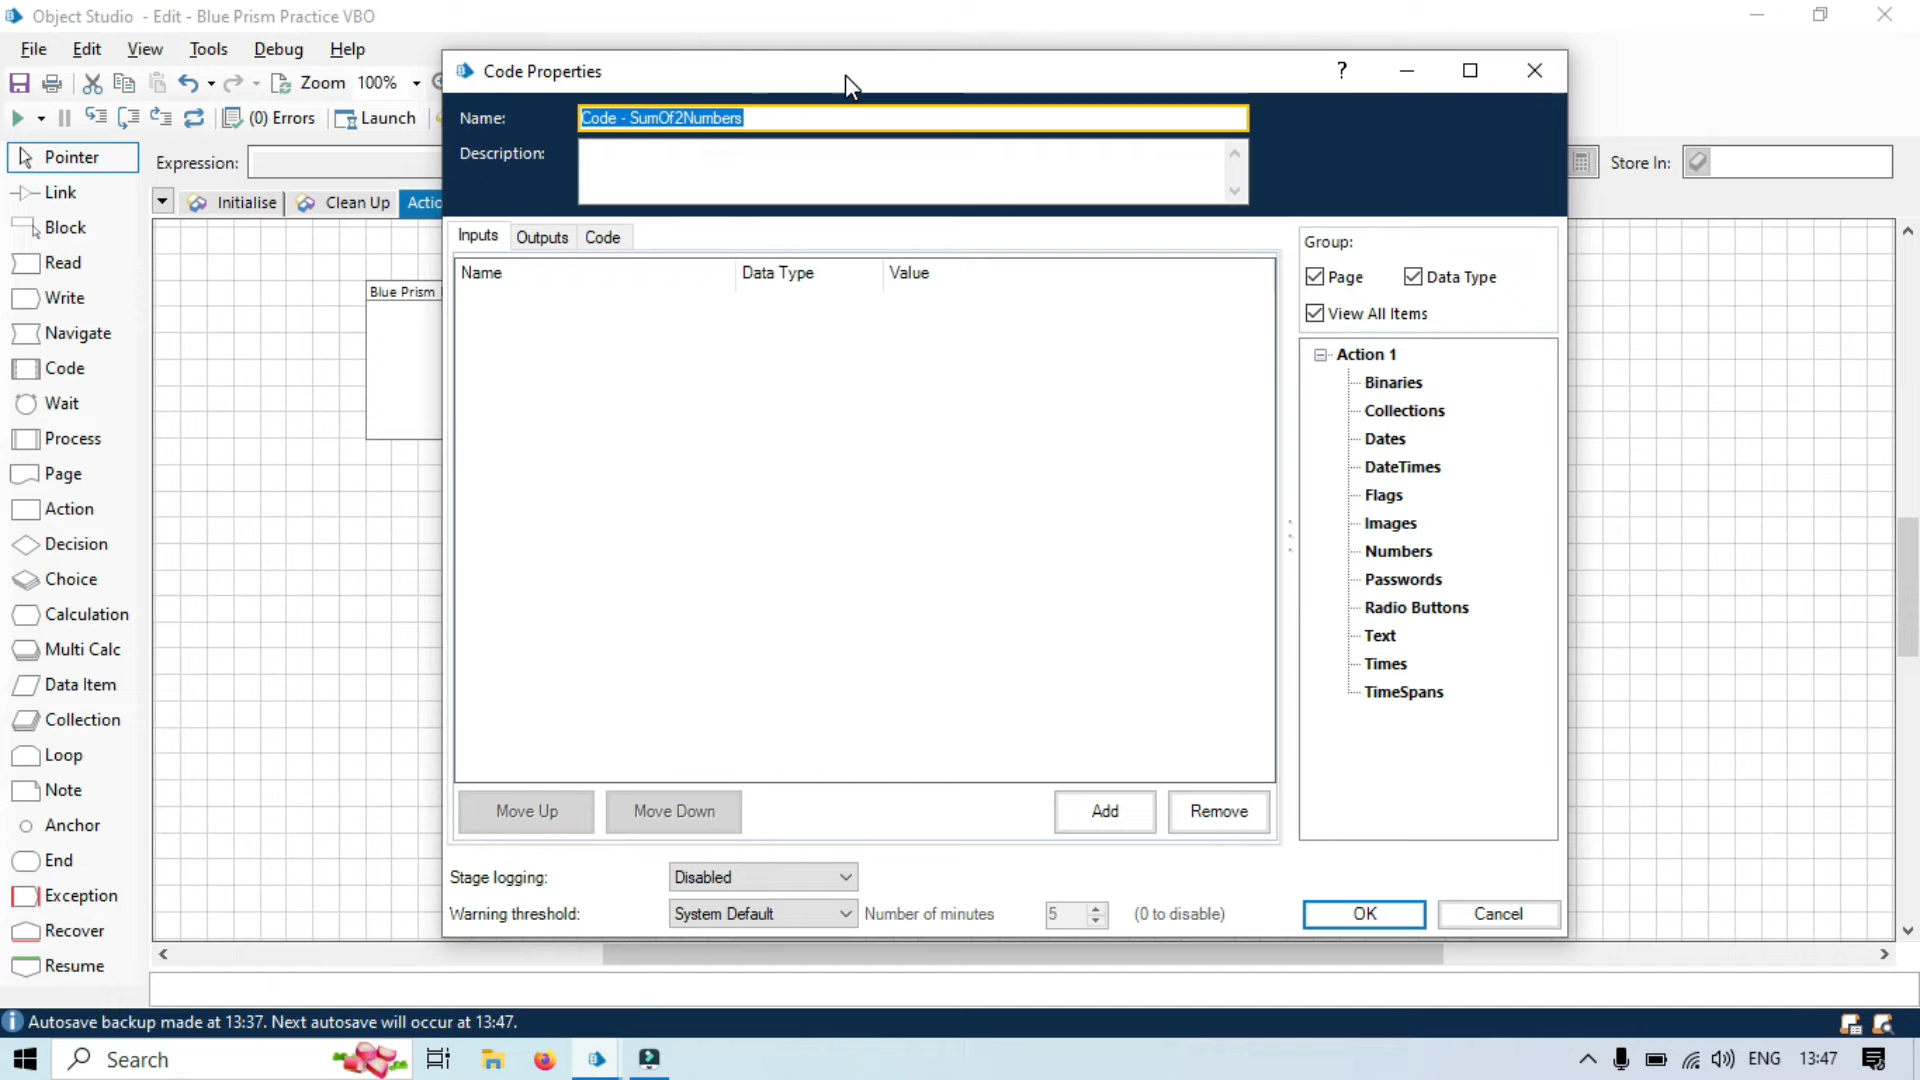 Object Studio - Edit - Blue Prism Practice VBO
File Edit View Tools Debug Help
Zoom 100%
(0) Errors Launch
Expression:
Store In:
Initialise Clean Up Actio
Pointer
Link
Block
Read
Write
Navigate
Code
Wait
Process
Page
Action
Decision
Choice
Calculation
Multi Calc
Data Item
Collection
Loop
Note
Anchor
End
Exception
Recover
Resume
Blue Prism
Code Properties
?
Name: Code - SumOf2Numbers
Description:
Inputs Outputs Code
Name Data Type Value
Move Up Move Down Add Remove
Group:
Page Data Type
View All Items
Action 1
Binaries
Collections
Dates
DateTimes
Flags
Images
Numbers
Passwords
Radio Buttons
Text
Times
TimeSpans
Stage logging: Disabled
Warning threshold: System Default Number of minutes 5 (0 to disable)
OK Cancel
Autosave backup made at 13:37. Next autosave will occur at 13:47.
Search
ENG 13:47